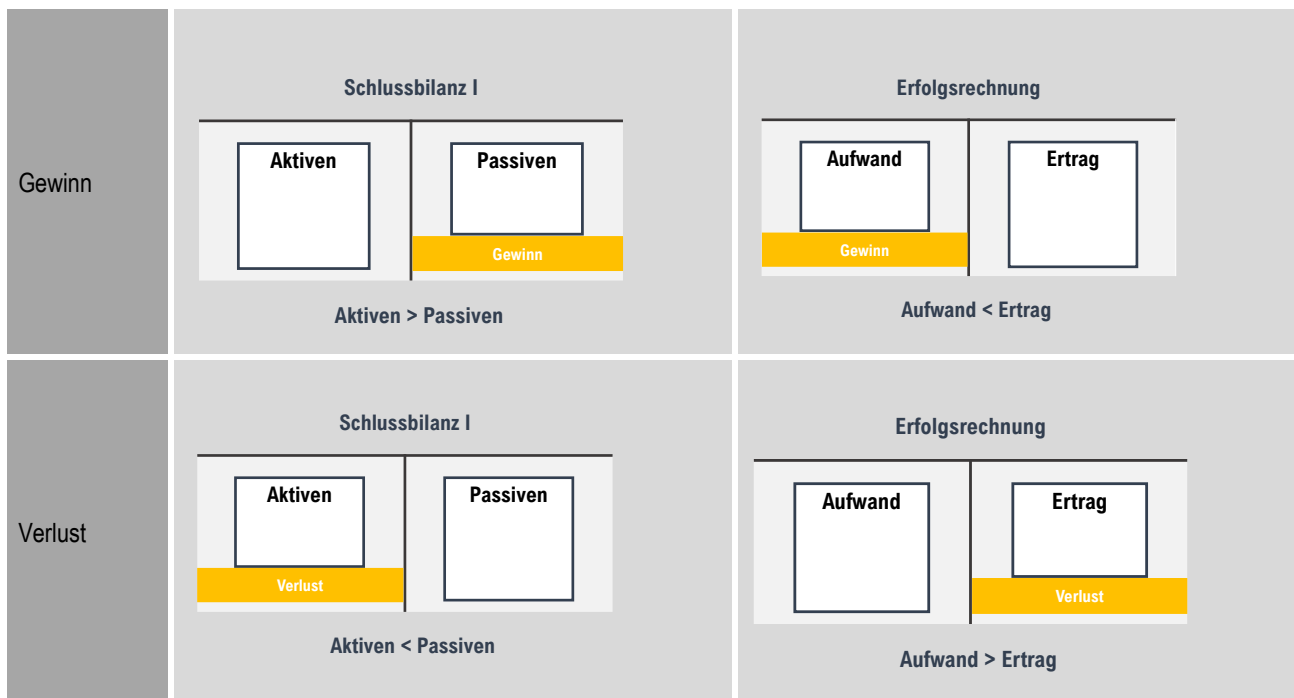 Schlussbilanz I
Erfolgsrechnung
Gewinn
Aktiven
Passiven
Aufwand
Ertrag
Gewinn
Gewinn
Aktiven > Passiven
Aufwand < Ertrag
Schlussbilanz I
Erfolgsrechnung
Verlust
Aktiven
Passiven
Aufwand
Ertrag
Verlust
Verlust
Aktiven < Passiven
Aufwand > Ertrag